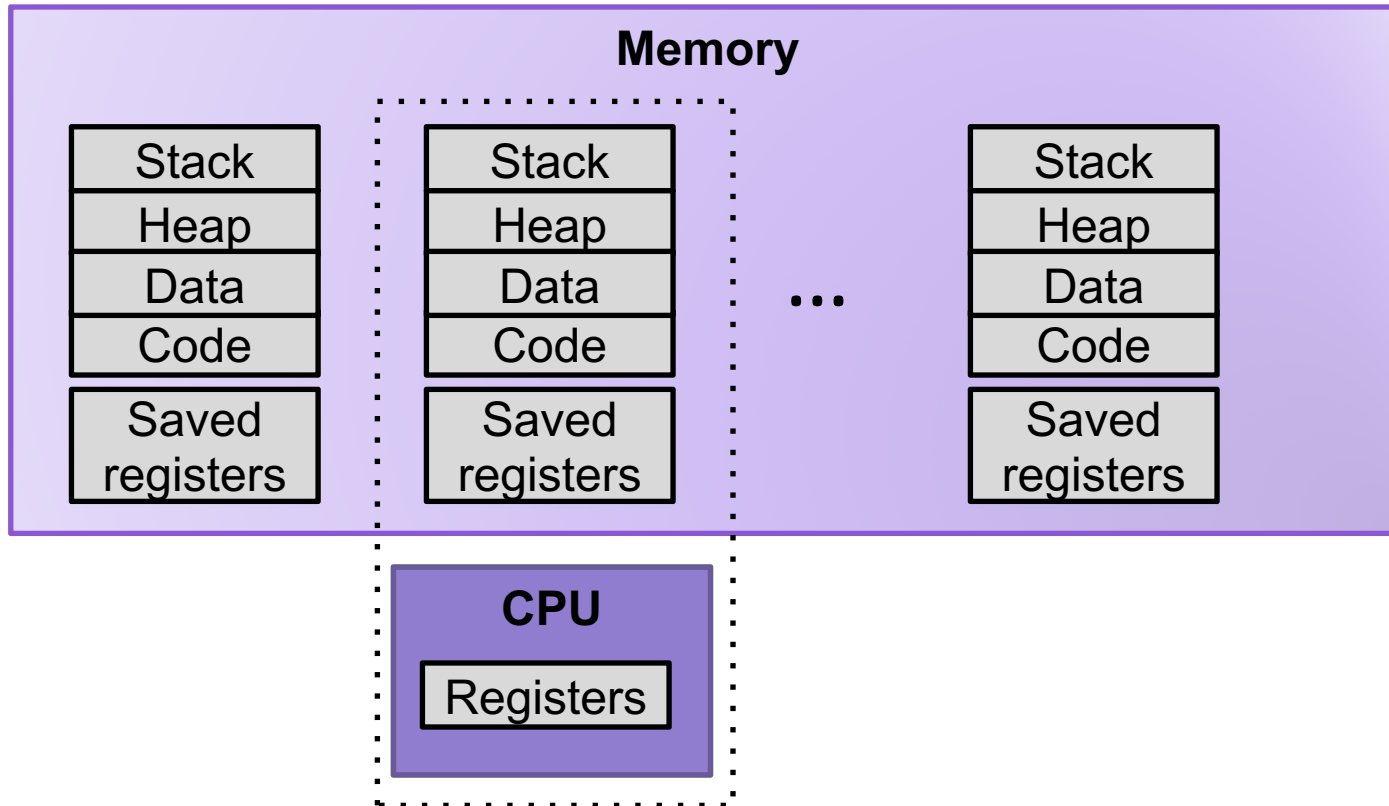 Memory
Stack
Heap
Data
Code
Saved
registers
Stack
Heap
Data
Code
Saved
registers
...
Stack
Heap
Data
Code
Saved
registers
CPU
Registers